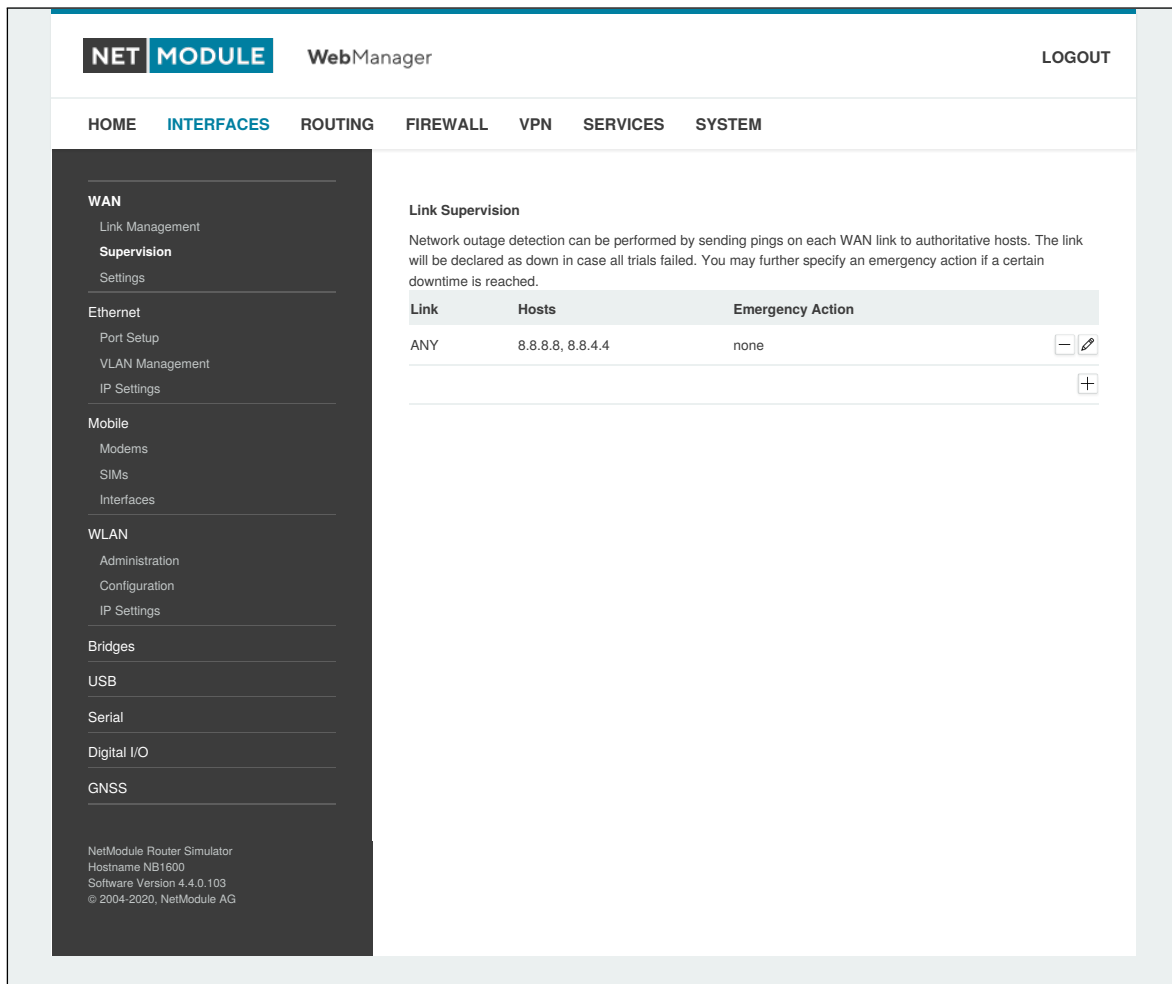 NET MODULE WebManager LOGOUT
HOME INTERFACES ROUTING FIREWALL VPN SERVICES SYSTEM
WAN
Link Management
Supervision
Settings
Ethernet
Port Setup
VLAN Management
IP Settings
Mobile
Modems
SIMs
Interfaces
WLAN
Administration
Configuration
IP Settings
Bridges
USB
Serial
Digital I/O
GNSS
NetModule Router Simulator
Hostname NB1600
Software Version 4.4.0.103
© 2004-2020, NetModule AG
Link Supervision
Network outage detection can be performed by sending pings on each WAN link to authoritative hosts. The link
will be declared as down in case all trials failed. You may further specify an emergency action if a certain
downtime is reached.
Link Hosts Emergency Action
ANY 8.8.8.8, 8.8.4.4 none